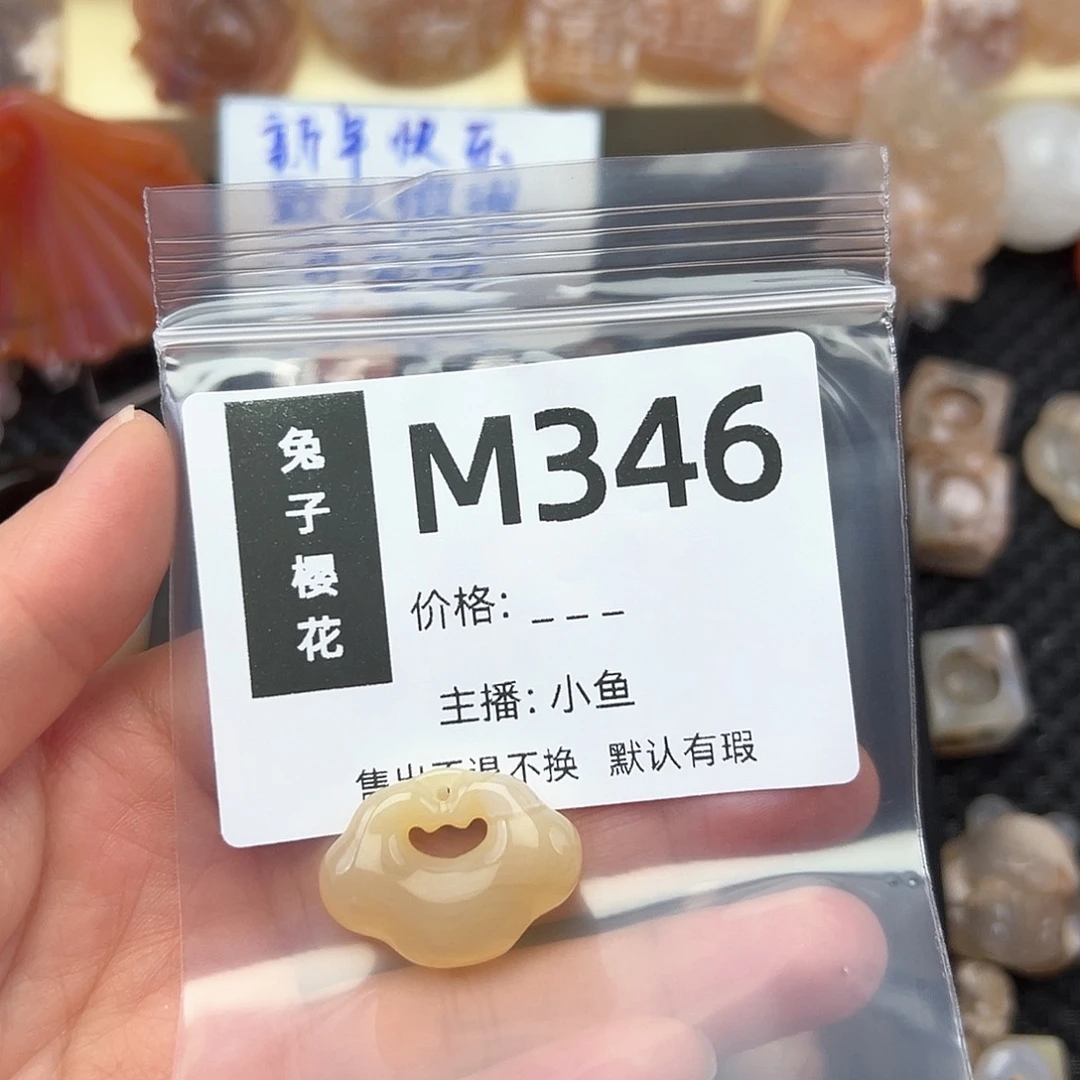 新年快乐
兔子樱花
M346
价格: _ _ _
主播: 小鱼
售出不退不换 默认有瑕